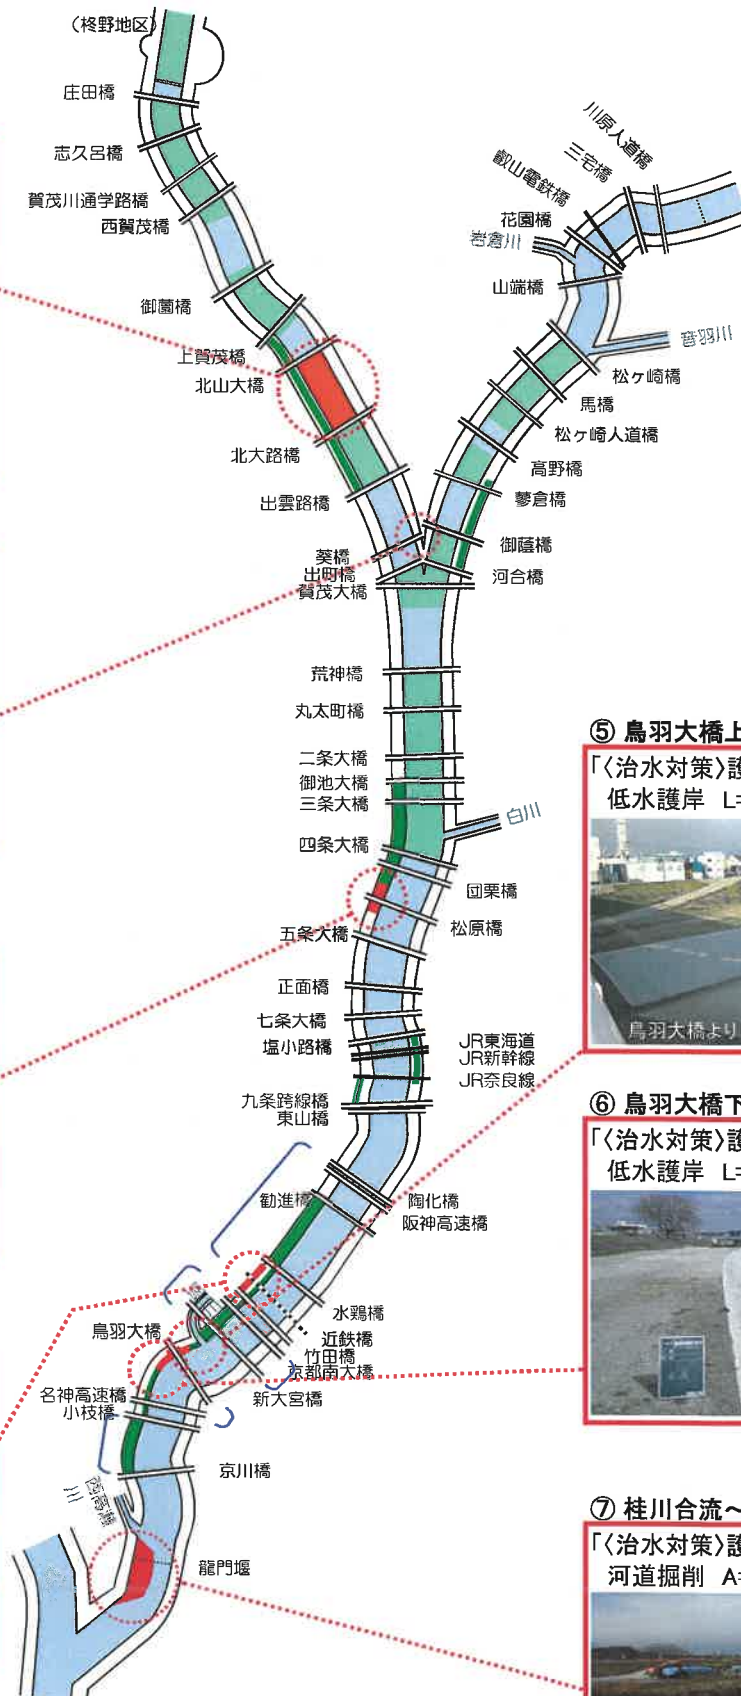 (柊野地区)
庄田橋
志久呂橋
賀茂川通学路橋
西賀茂橋
御薗橋
上賀茂橋
北山大橋
北大路橋
出雲路橋
葵橋
出町橋
賀茂大橋
川原人道橋
三宅橋
叡山電鉄橋
花園橋
岩倉川
山端橋
音羽川
松ヶ崎橋
馬橋
松ヶ崎人道橋
高野橋
蓼倉橋
御蔭橋
河合橋
荒神橋
丸太町橋
二条大橋
御池大橋
三条大橋
白川
四条大橋
団栗橋
松原橋
五条大橋
正面橋
七条大橋
塩小路橋
JR東海道
JR新幹線
JR奈良線
九条跨線橋
東山橋
勧進橋
陶化橋
阪神高速橋
水鶏橋
近鉄橋
竹田橋
京都南大橋
新大宮橋
鳥羽大橋
名神高速橋
小枝橋
京川橋
西高瀬
川
龍門堰
⑤ 鳥羽大橋上
「〈治水対策〉護
低水護岸 L=
鳥羽大橋より
⑥ 鳥羽大橋下
「〈治水対策〉護
低水護岸 L=
⑦ 桂川合流～
「〈治水対策〉護
河道掘削 A=